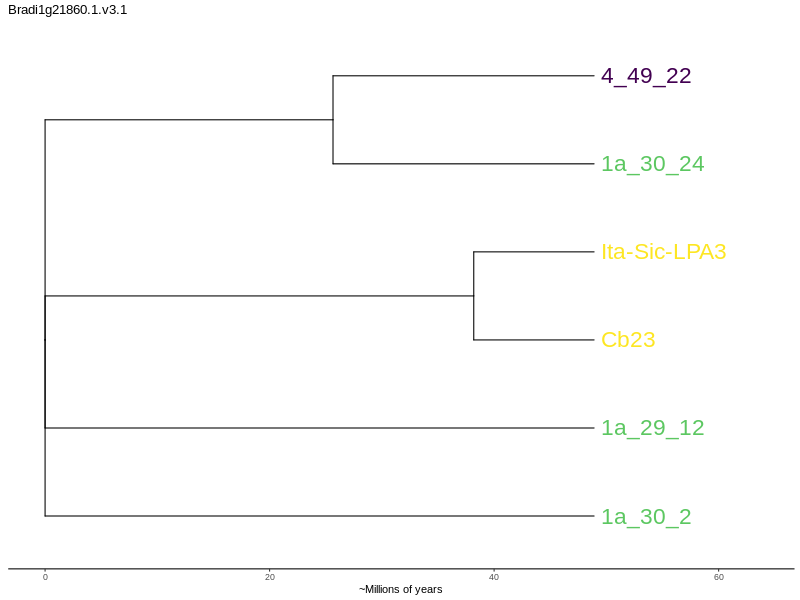 Bradi1g21860.1.v3.1
4_49_22
1a_30_24
Ita-Sic-LPA3
Cb23
1a_29_12
1a_30_2
0 20 40 60
~Millions of years